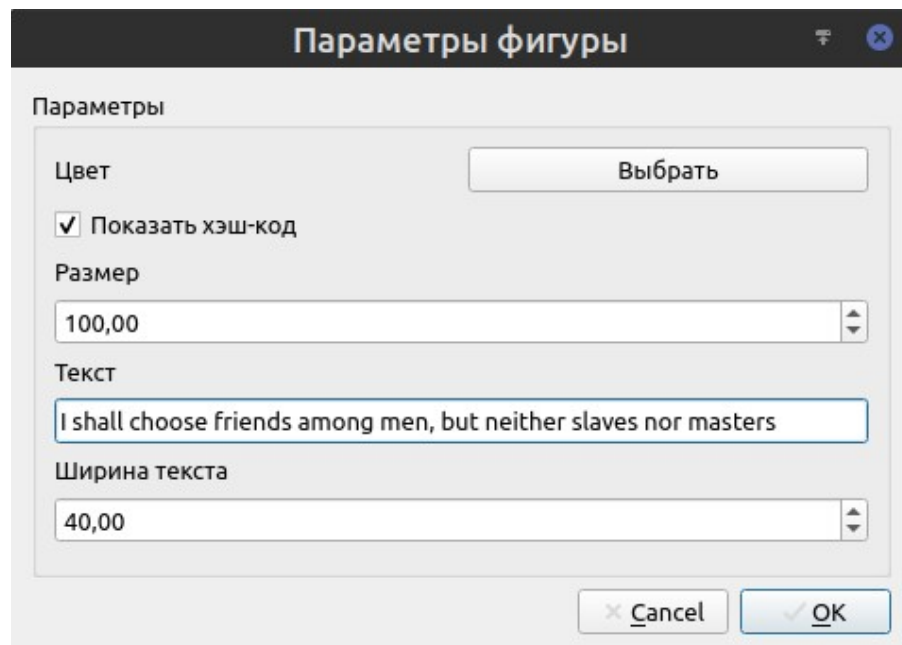 Параметры фигуры
Параметры
Цвет
Выбрать
Показать хэш-код
Размер
100,00
Текст
I shall choose friends among men, but neither slaves nor masters
Ширина текста
40,00
Cancel
OK